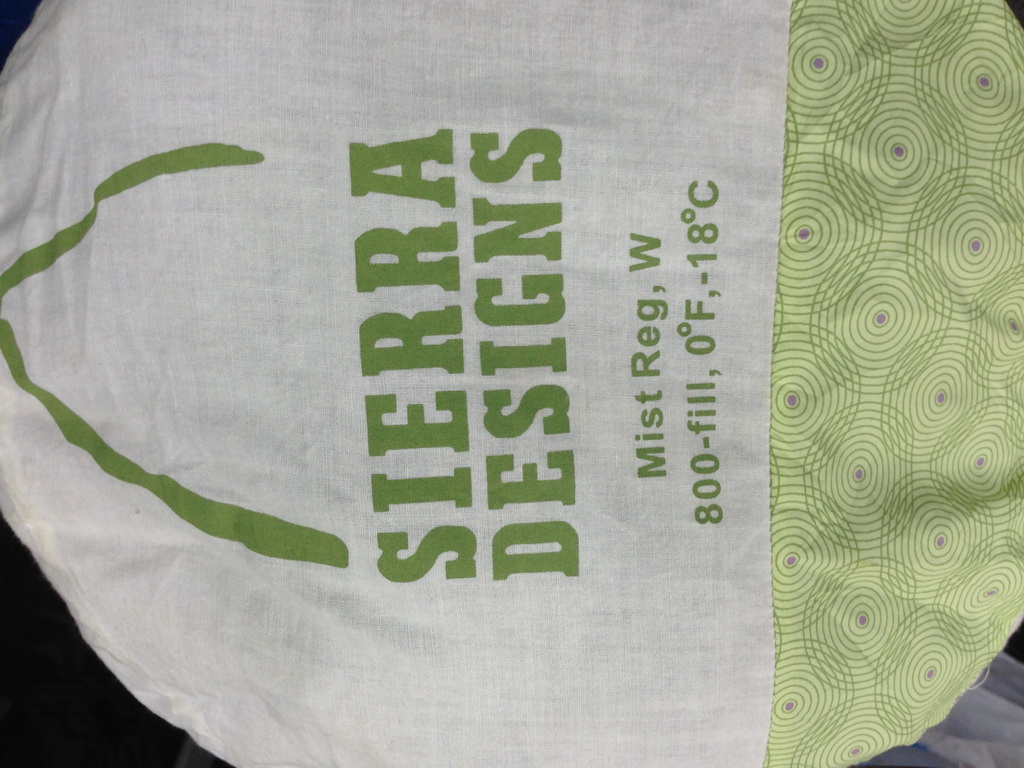 SIERRA
DESIGNS
Mist Reg, W
800-fill, 0°F,-18°C